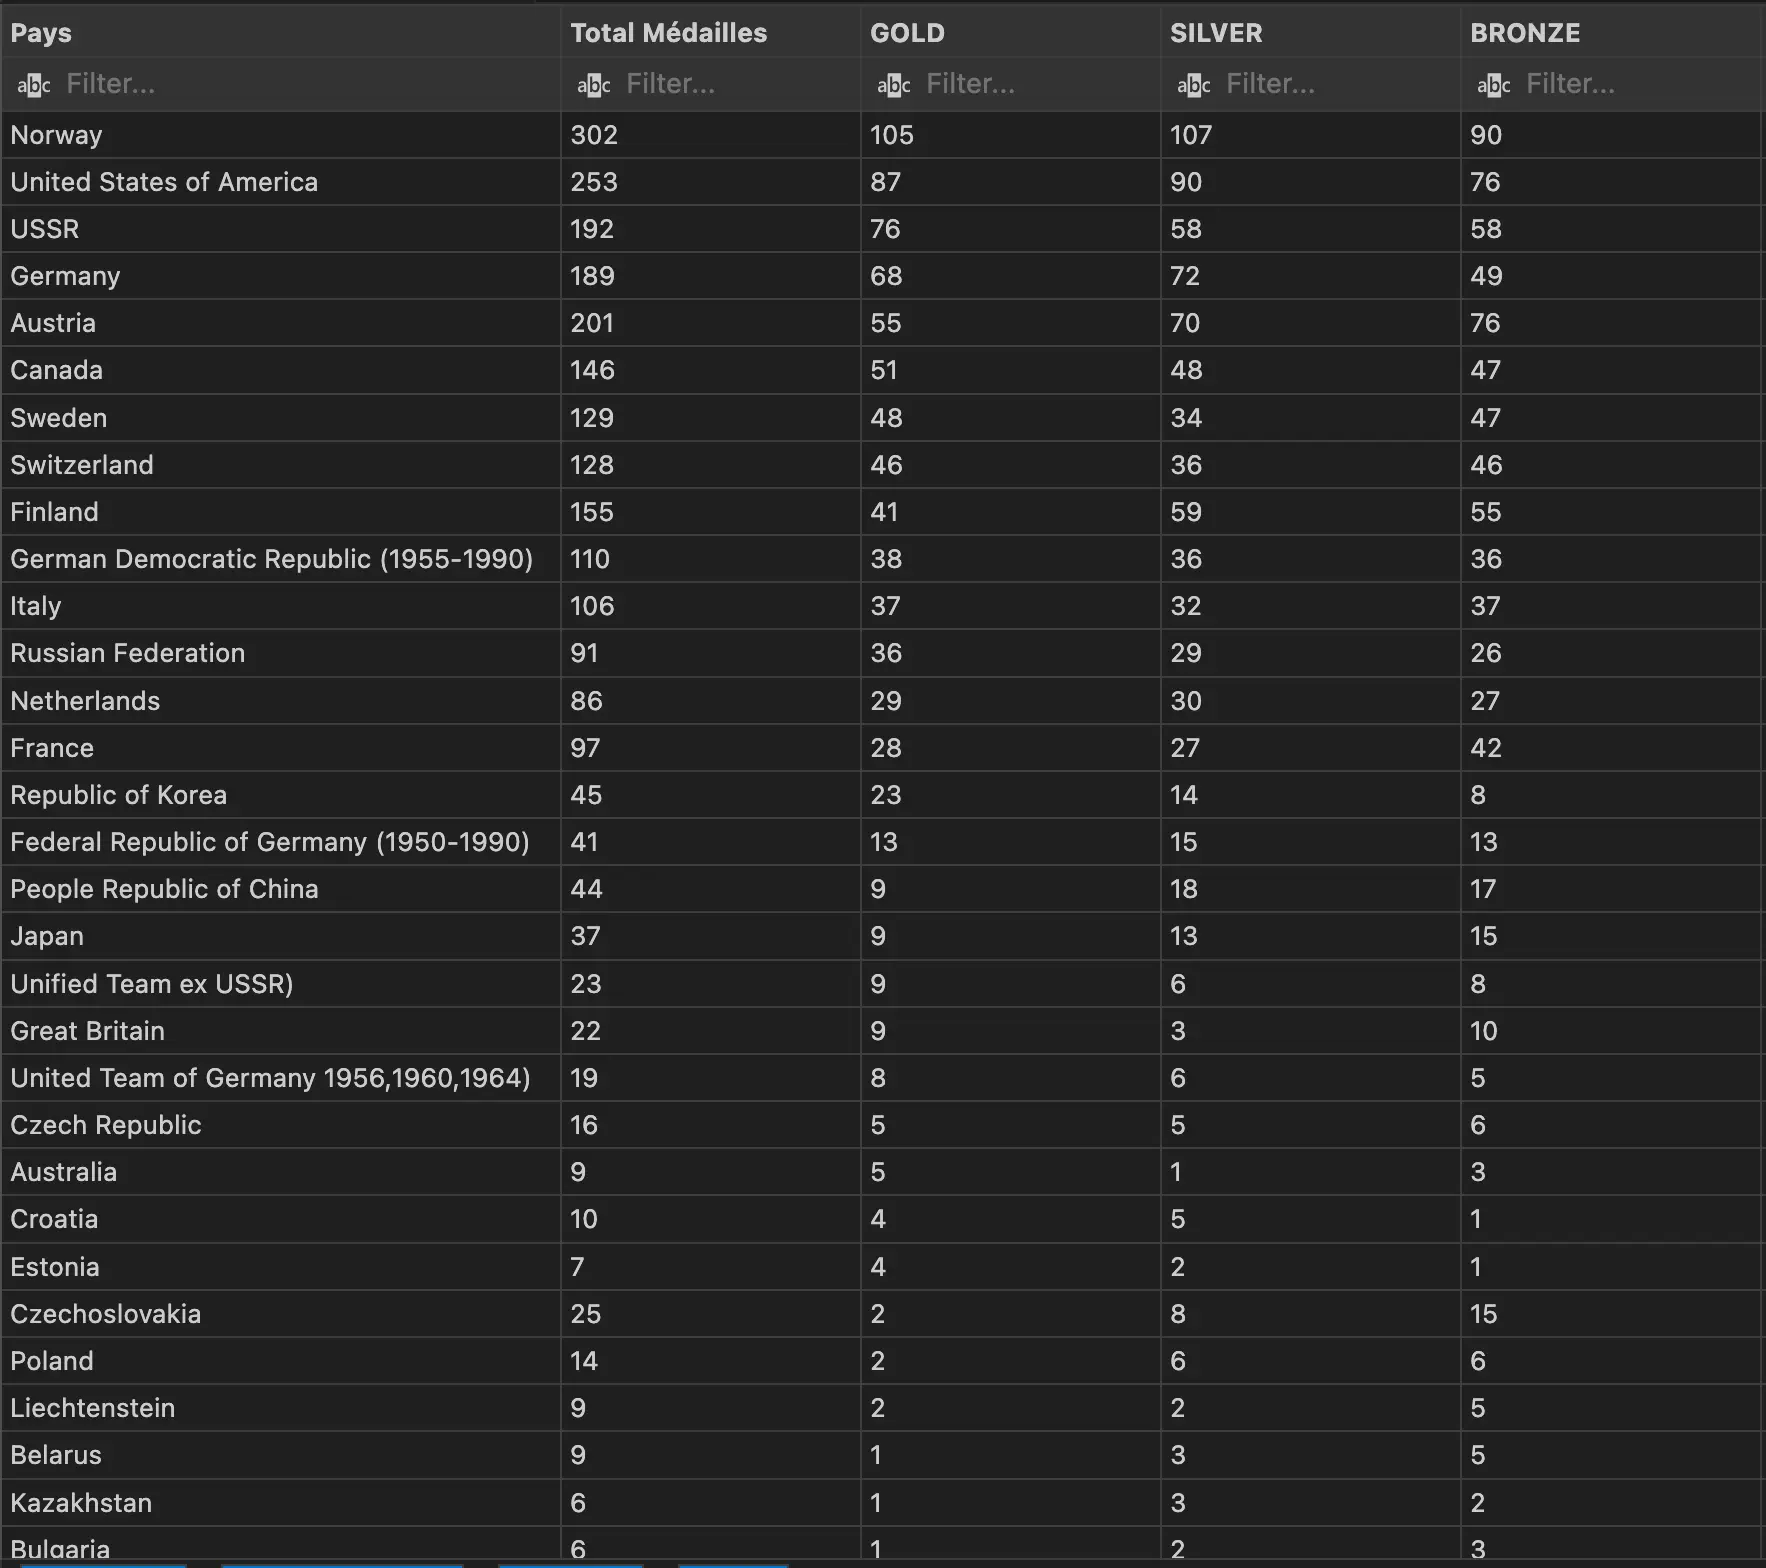 Pays Total Médailles GOLD SILVER BRONZE
abc Filter... abc Filter... abc Filter... abc Filter... abc Filter...
Norway 302 105 107 90
United States of America 253 87 90 76
USSR 192 76 58 58
Germany 189 68 72 49
Austria 201 55 70 76
Canada 146 51 48 47
Sweden 129 48 34 47
Switzerland 128 46 36 46
Finland 155 41 59 55
German Democratic Republic (1955-1990) 110 38 36 36
Italy 106 37 32 37
Russian Federation 91 36 29 26
Netherlands 86 29 30 27
France 97 28 27 42
Republic of Korea 45 23 14 8
Federal Republic of Germany (1950-1990) 41 13 15 13
People Republic of China 44 9 18 17
Japan 37 9 13 15
Unified Team ex USSR) 23 9 6 8
Great Britain 22 9 3 10
United Team of Germany 1956,1960,1964) 19 8 6 5
Czech Republic 16 5 5 6
Australia 9 5 1 3
Croatia 10 4 5 1
Estonia 7 4 2 1
Czechoslovakia 25 2 8 15
Poland 14 2 6 6
Liechtenstein 9 2 2 5
Belarus 9 1 3 5
Kazakhstan 6 1 3 2
Bulgaria 6 1 2 3